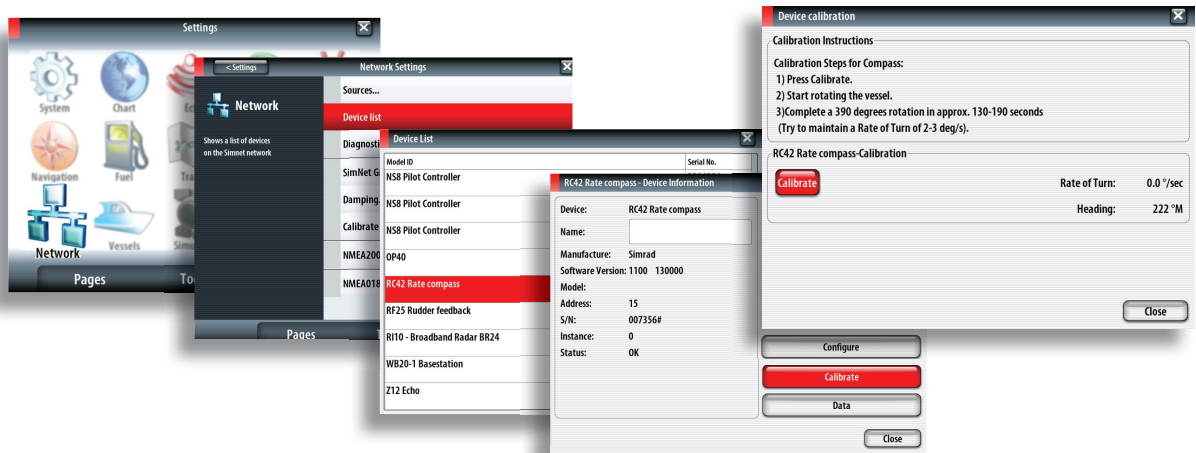 Settings
System
Chart
Navigation
Fuel
Network
Vessels
Pages
< Settings
Network Settings
Network
Shows a list of devices
on the Simnet network
Sources...
Device list
SimNet
Damping
Calibrate
Pages
Device List
Model ID
Serial No.
NS8 Pilot Controller
NS8 Pilot Controller
NS8 Pilot Controller
OP40
RC42 Rate compass
RF25 Rudder feedback
RI10 - Broadband Radar BR24
WB20-1 Basestation
Z12 Echo
RC42 Rate compass - Device Information
Device: RC42 Rate compass
Name:
Manufacture: Simrad
Software Version: 1100 130000
Model:
Address: 15
S/N: 007356#
Instance: 0
Status: OK
Configure
Calibrate
Data
Close
Device calibration
Calibration Instructions
Calibration Steps for Compass:
1) Press Calibrate.
2) Start rotating the vessel.
3)Complete a 390 degrees rotation in approx. 130-190 seconds
(Try to maintain a Rate of Turn of 2-3 deg/s).
RC42 Rate compass-Calibration
Calibrate
Rate of Turn: 0.0 °/sec
Heading: 222 °M
Close